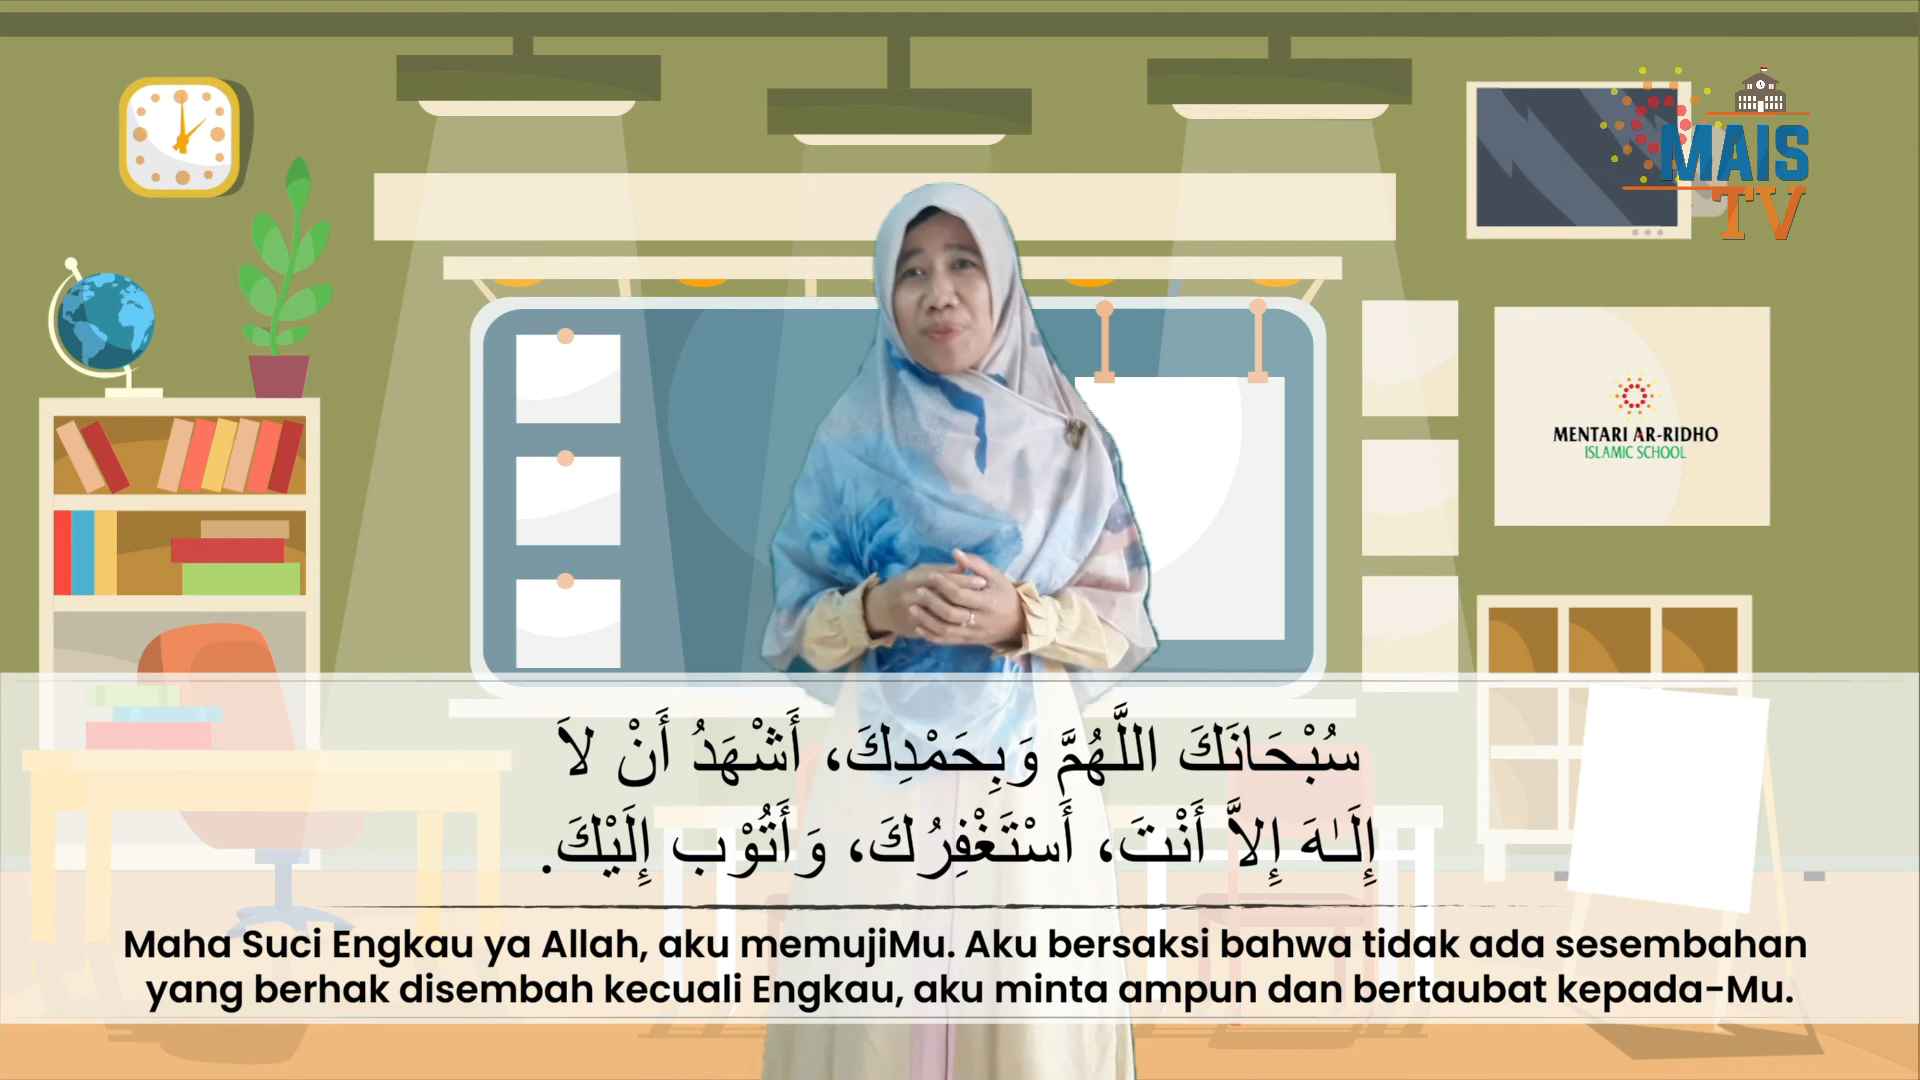 MAIS
TV
MENTARI AR-RIDHO
ISLAMIC SCHOOL
سُبْحَانَكَ اللَّهُمَّ وَبِحَمْدِكَ، أَشْهَدُ أَنْ لاَ
إِلَـٰهَ إِلاَّ أَنْتَ، أَسْتَغْفِرُكَ، وَأَتُوْب إِلَيْكَ.
Maha Suci Engkau ya Allah, aku memujiMu. Aku bersaksi bahwa tidak ada sesembahan
yang berhak disembah kecuali Engkau, aku minta ampun dan bertaubat kepada-Mu.